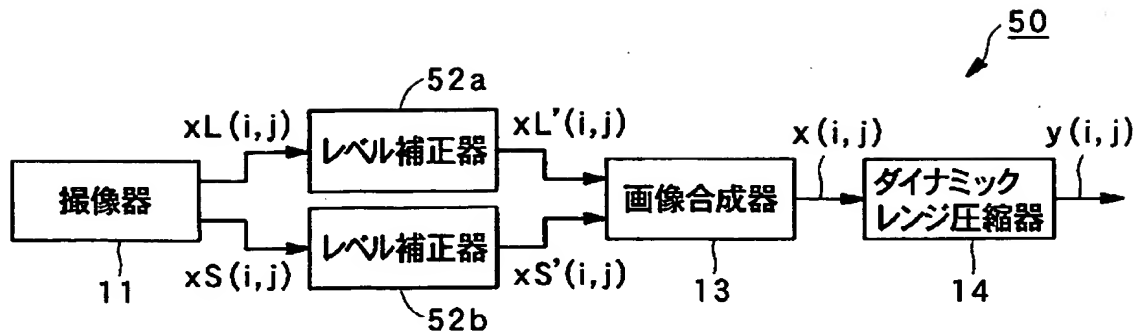 50
52a
xL(i,j)
レベル補正器
xL'(i,j)
撮像器
11
xS(i,j)
レベル補正器
52b
xS'(i,j)
画像合成器
13
x(i,j)
ダイナミック
レンジ圧縮器
14
y(i,j)